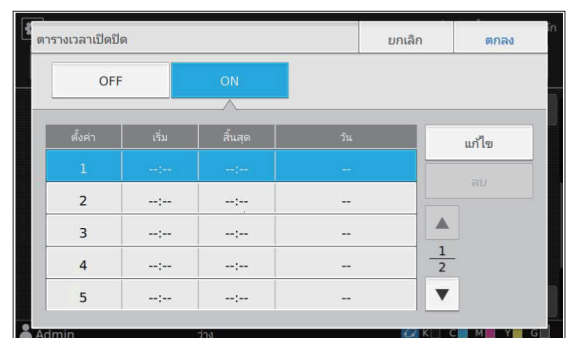 ตารางเวลาเปิดปิด ยกเลิก ตกลง
OFF ON
ตั้งค่า เริ่ม สิ้นสุด วัน แก้ไข
1 --:-- --:-- -- ลบ
2 --:-- --:-- --
3 --:-- --:-- --
4 --:-- --:-- -- 1
2
5 --:-- --:-- --
Admin ว่าง K C M Y G